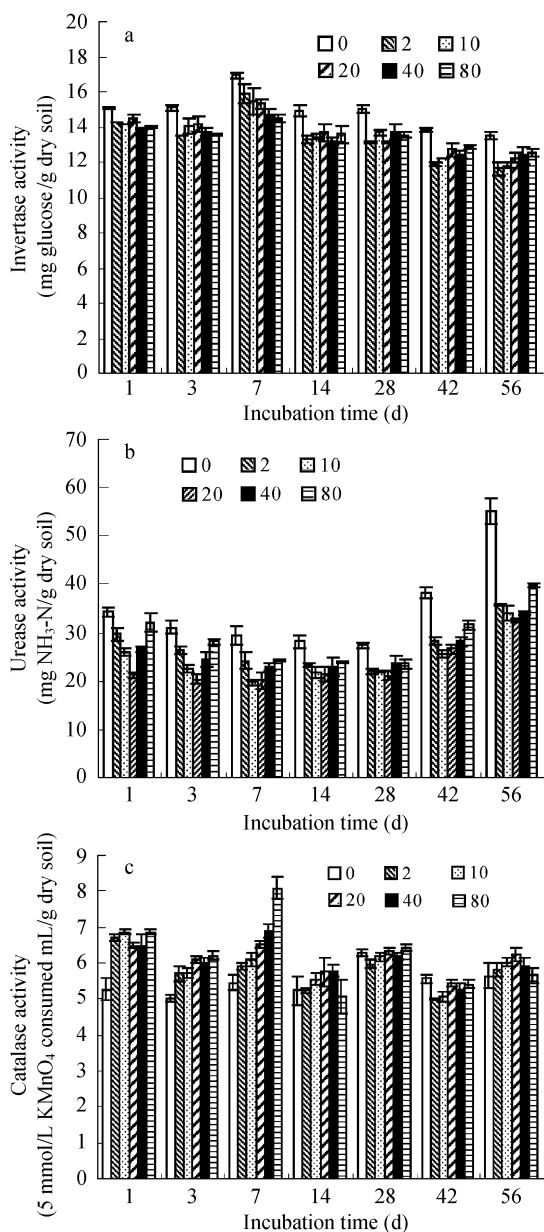 a
0 2 10
20 40 80
Invertase activity
(mg glucose/g dry soil)
20
18
16
14
12
10
8
6
4
2
0
1 3 7 14 28 42 56
Incubation time (d)
b
0 2 10
20 40 80
Urease activity
(mg NH₃-N/g dry soil)
70
60
50
40
30
20
10
0
1 3 7 14 28 42 56
Incubation time (d)
c
0 2 10
20 40 80
Catalase activity
(5 mmol/L KMnO₄ consumed mL/g dry soil)
9
8
7
6
5
4
3
2
1
0
1 3 7 14 28 42 56
Incubation time (d)